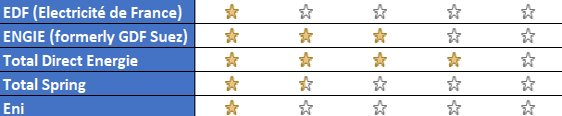 EDF (Electricité de France)
ENGIE (formerly GDF Suez)
Total Direct Energie
Total Spring
Eni